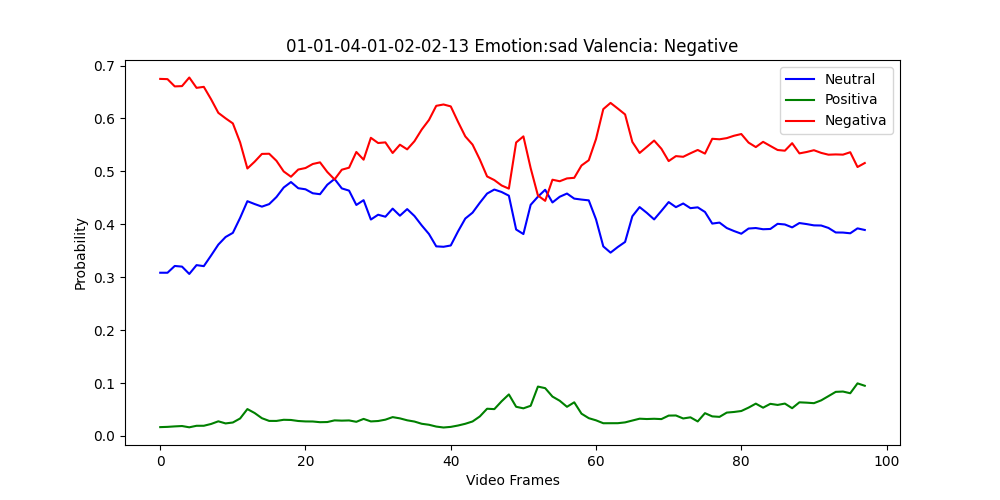 01-01-04-01-02-02-13 Emotion:sad Valencia: Negative
Neutral
Positiva
Negativa
Probability
0.7
0.6
0.5
0.4
0.3
0.2
0.1
0.0
0 20 40 60 80 100
Video Frames